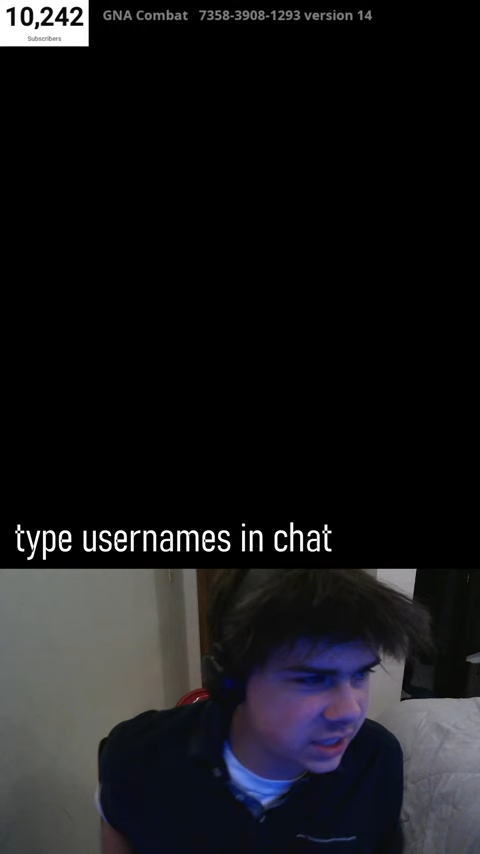 10,242
Subscribers
GNA Combat 7358-3908-1293 version 14
type usernames in chat